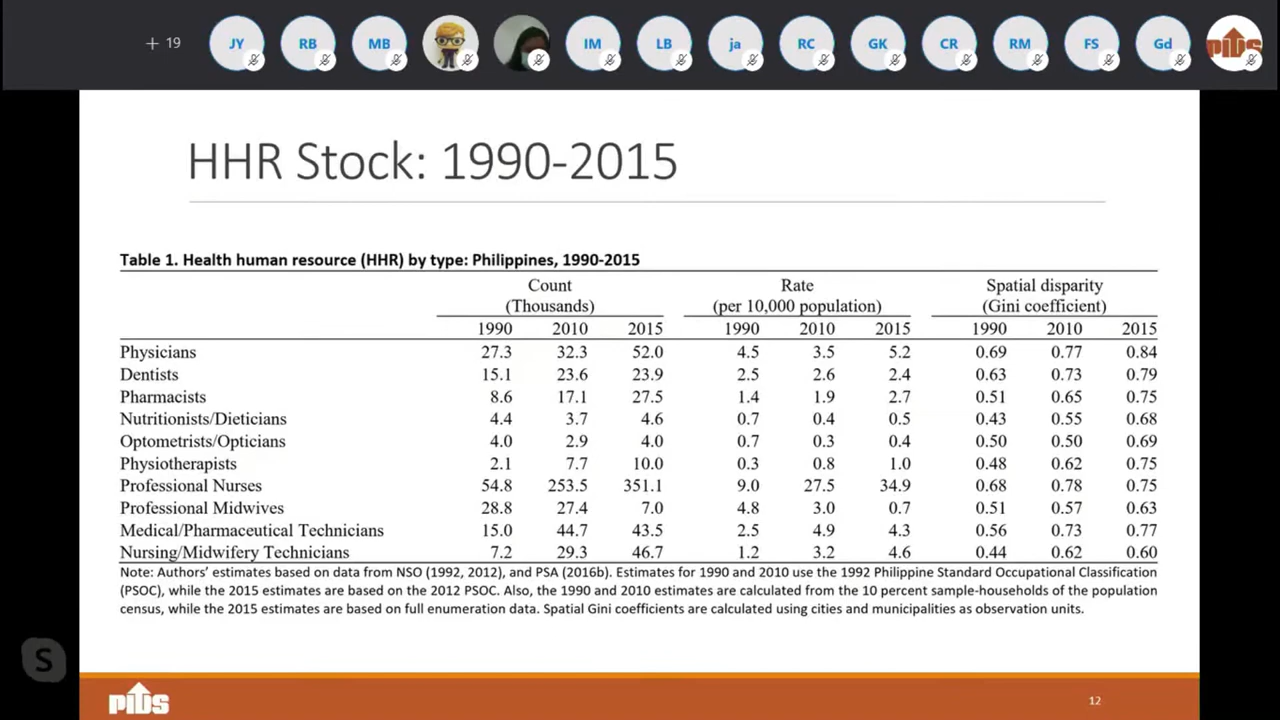 + 19
JY RB MB IM LB ja RC GK CR RM FS Gd PIDS
HHR Stock: 1990-2015
Table 1. Health human resource (HHR) by type: Philippines, 1990-2015
Count Rate Spatial disparity
(Thousands) (per 10,000 population) (Gini coefficient)
1990 2010 2015 1990 2010 2015 1990 2010 2015
Physicians 27.3 32.3 52.0 4.5 3.5 5.2 0.69 0.77 0.84
Dentists 15.1 23.6 23.9 2.5 2.6 2.4 0.63 0.73 0.79
Pharmacists 8.6 17.1 27.5 1.4 1.9 2.7 0.51 0.65 0.75
Nutritionists/Dieticians 4.4 3.7 4.6 0.7 0.4 0.5 0.43 0.55 0.68
Optometrists/Opticians 4.0 2.9 4.0 0.7 0.3 0.4 0.50 0.50 0.69
Physiotherapists 2.1 7.7 10.0 0.3 0.8 1.0 0.48 0.62 0.75
Professional Nurses 54.8 253.5 351.1 9.0 27.5 34.9 0.68 0.78 0.75
Professional Midwives 28.8 27.4 7.0 4.8 3.0 0.7 0.51 0.57 0.63
Medical/Pharmaceutical Technicians 15.0 44.7 43.5 2.5 4.9 4.3 0.56 0.73 0.77
Nursing/Midwifery Technicians 7.2 29.3 46.7 1.2 3.2 4.6 0.44 0.62 0.60
Note: Authors' estimates based on data from NSO (1992, 2012), and PSA (2016b). Estimates for 1990 and 2010 use the 1992 Philippine Standard Occupational Classification
(PSOC), while the 2015 estimates are based on the 2012 PSOC. Also, the 1990 and 2010 estimates are calculated from the 10 percent sample-households of the population
census, while the 2015 estimates are based on full enumeration data. Spatial Gini coefficients are calculated using cities and municipalities as observation units.
S
PIDS
12